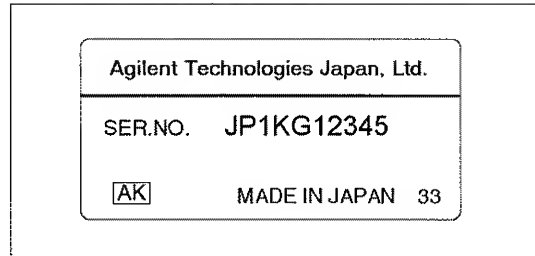 Agilent Technologies Japan, Ltd.
SER.NO. JP1KG12345
AK MADE IN JAPAN 33